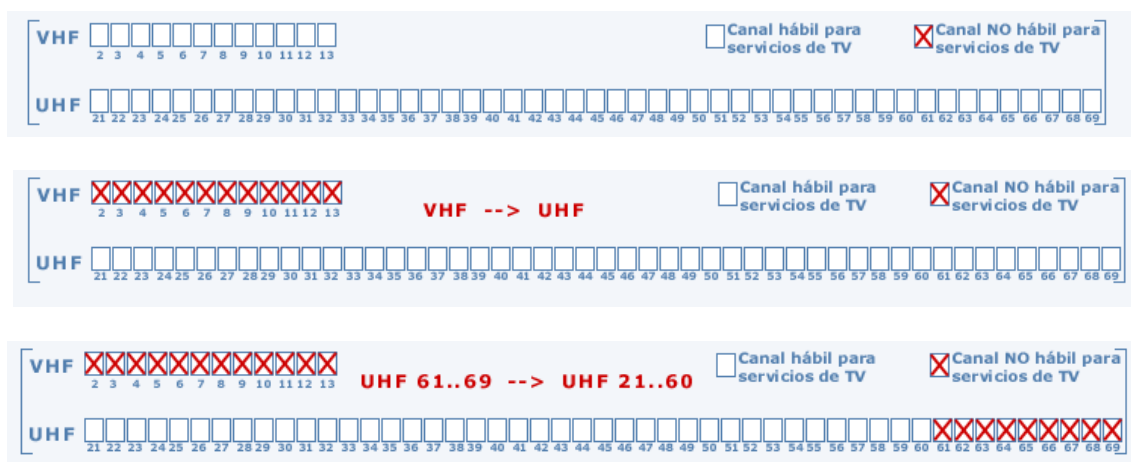 VHF
Canal hábil para
servicios de TV
Canal NO hábil para
servicios de TV
2 3 4 5 6 7 8 9 10 11 12 13
UHF
21 22 23 24 25 26 27 28 29 30 31 32 33 34 35 36 37 38 39 40 41 42 43 44 45 46 47 48 49 50 51 52 53 54 55 56 57 58 59 60 61 62 63 64 65 66 67 68 69
VHF
Canal hábil para
servicios de TV
Canal NO hábil para
servicios de TV
2 3 4 5 6 7 8 9 10 11 12 13
VHF --> UHF
UHF
21 22 23 24 25 26 27 28 29 30 31 32 33 34 35 36 37 38 39 40 41 42 43 44 45 46 47 48 49 50 51 52 53 54 55 56 57 58 59 60 61 62 63 64 65 66 67 68 69
VHF
Canal hábil para
servicios de TV
Canal NO hábil para
servicios de TV
2 3 4 5 6 7 8 9 10 11 12 13
UHF 61..69 --> UHF 21..60
UHF
21 22 23 24 25 26 27 28 29 30 31 32 33 34 35 36 37 38 39 40 41 42 43 44 45 46 47 48 49 50 51 52 53 54 55 56 57 58 59 60 61 62 63 64 65 66 67 68 69